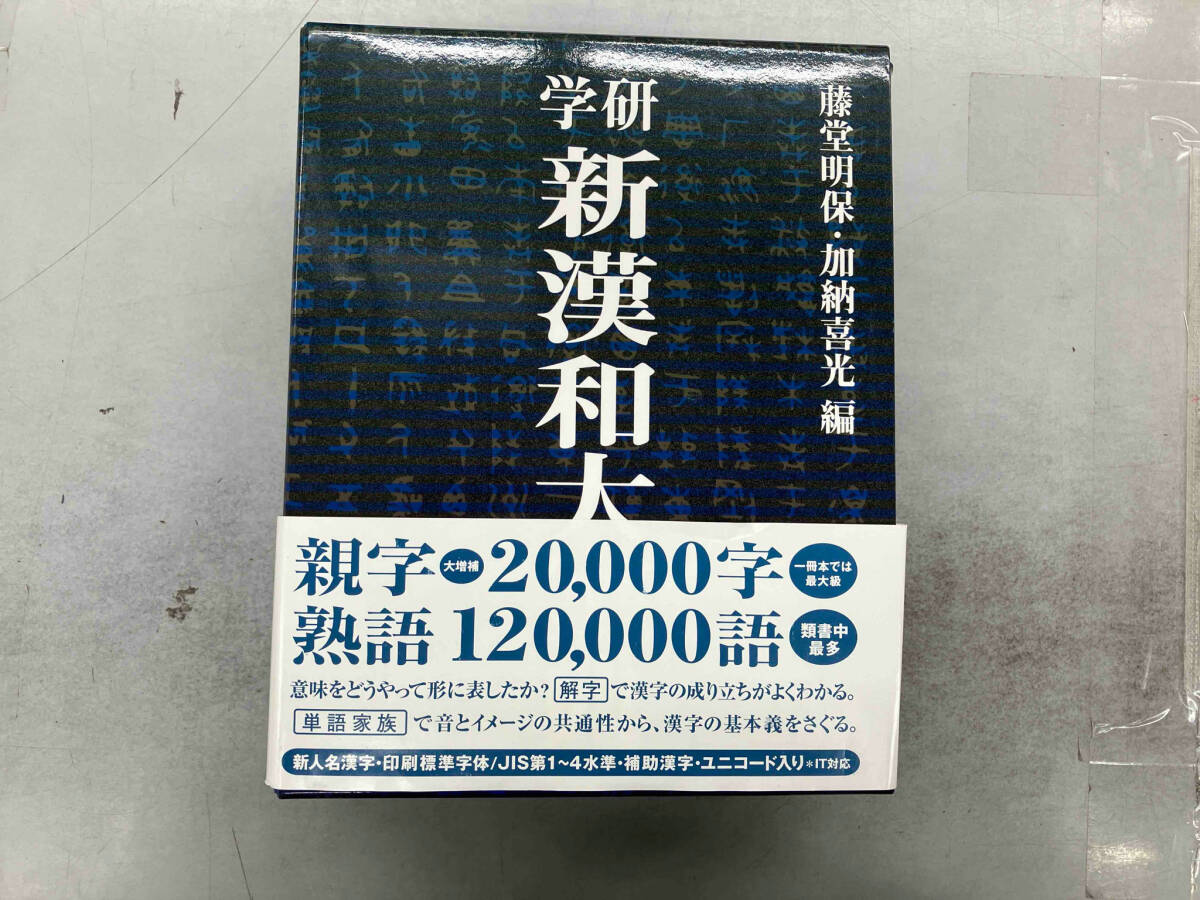 藤堂明保・加納喜光 編
学研
新漢和大
親字 大増補 20,000字 一冊本では最大級
熟語 120,000語 類書中最多
意味をどうやって形に表したか? 解字 で漢字の成り立ちがよくわかる。
単語家族 で音とイメージの共通性から、漢字の基本義をさぐる。
新人名漢字・印刷標準字体/JIS第1~4水準・補助漢字・ユニコード入り*IT対応